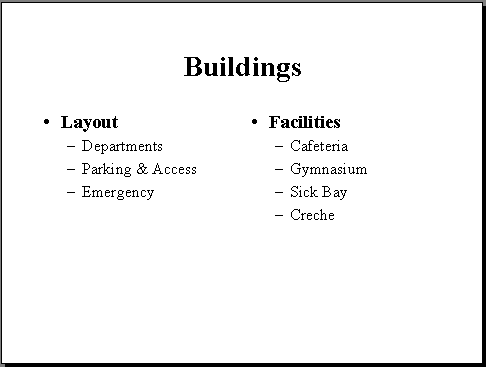 Buildings
• Layout
– Departments
– Parking & Access
– Emergency
• Facilities
– Cafeteria
– Gymnasium
– Sick Bay
– Creche